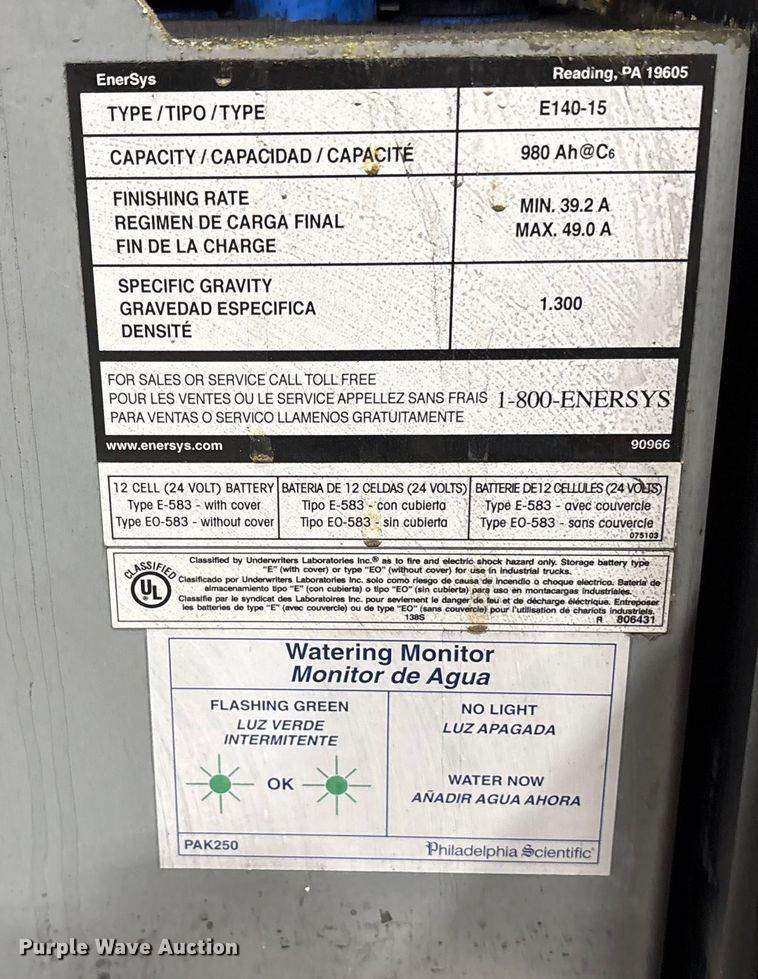 EnerSys Reading, PA 19605
TYPE / TIPO / TYPE E140-15
CAPACITY / CAPACIDAD / CAPACITÉ 980 Ah@C6
FINISHING RATE
REGIMEN DE CARGA FINAL
FIN DE LA CHARGE
MIN. 39.2 A
MAX. 49.0 A
SPECIFIC GRAVITY
GRAVEDAD ESPECIFICA
DENSITÉ
1.300
FOR SALES OR SERVICE CALL TOLL FREE
POUR LES VENTES OU LE SERVICE APPELLEZ SANS FRAIS
PARA VENTAS O SERVICO LLAMENOS GRATUITAMENTE
1-800-ENERSYS
www.enersys.com 90966
12 CELL (24 VOLT) BATTERY
Type E-583 - with cover
Type EO-583 - without cover
BATERIA DE 12 CELDAS (24 VOLTS)
Tipo E-583 - con cubierta
Tipo EO-583 - sin cubierta
BATTERIE DE 12 CELLULES (24 VOLTS)
Type E-583 - avec couvercle
Type EO-583 - sans couvercle
075103
CLASSIFIED
UL
Classified by Underwriters Laboratories Inc.® as to fire and electric shock hazard only. Storage battery type
"E" (with cover) or type "EO" (without cover) for use in industrial trucks.
Clasificado por Underwriters Laboratories Inc. solo como riesgo de causa de incendio o choque electrico. Bateria de
almacenamiento tipo "E" (con cubierta) o tipo "EO" (sin cubierta) para uso en montacargas industriales.
Classifie par le syndicat des Laboratoires Inc. pour sevlement le danger de feu et de décharge éléctrique. Entreposer
les batteries de type "E" (avec couvercle) ou de type "EO" (sans couvercle) pour l'utilisation de chariots industriels.
138S R 806431
Watering Monitor
Monitor de Agua
FLASHING GREEN
LUZ VERDE
INTERMITENTE
OK
NO LIGHT
LUZ APAGADA
WATER NOW
AÑADIR AGUA AHORA
PAK250 Philadelphia Scientific
Purple Wave Auction